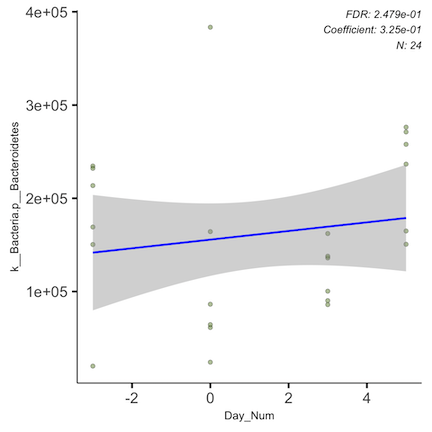 FDR: 2.479e-01
Coefficient: 3.25e-01
N: 24
4e+05
3e+05
2e+05
1e+05
k__Bacteria.p__Bacteroidetes
-2 0 2 4
Day_Num